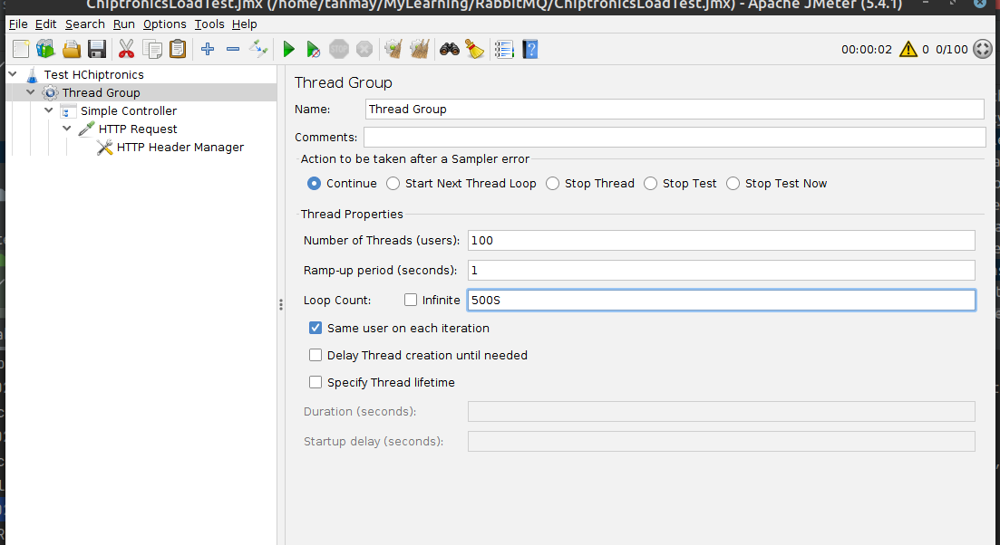 ChiptronicsLoadTest.jmx (/home/tanmay/MyLearning/RabbitMQ/ChiptronicsLoadTest.jmx) - Apache JMeter (5.4.1)
File Edit Search Run Options Tools Help
STOP 00:00:02 0 0/100
Test HChiptronics
Thread Group
Simple Controller
HTTP Request
HTTP Header Manager
Thread Group
Name: Thread Group
Comments:
Action to be taken after a Sampler error
Continue Start Next Thread Loop Stop Thread Stop Test Stop Test Now
Thread Properties
Number of Threads (users): 100
Ramp-up period (seconds): 1
Loop Count: Infinite 500S
Same user on each iteration
Delay Thread creation until needed
Specify Thread lifetime
Duration (seconds):
Startup delay (seconds):